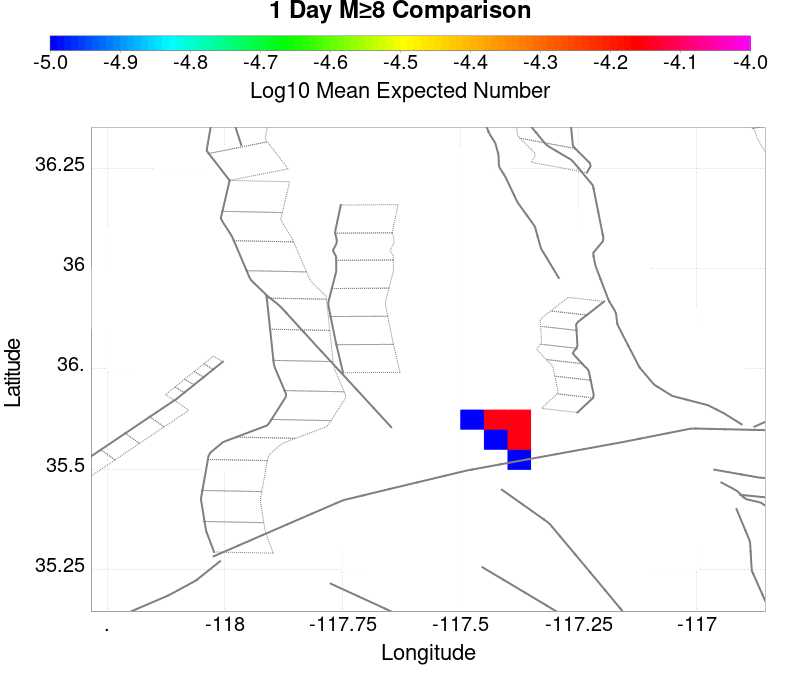 1 Day M≥8 Comparison
-5.0 -4.9 -4.8 -4.7 -4.6 -4.5 -4.4 -4.3 -4.2 -4.1 -4.0
Log10 Mean Expected Number
36.25
36
36.
35.5
35.25
Latitude
. -118 -117.75 -117.5 -117.25 -117
Longitude